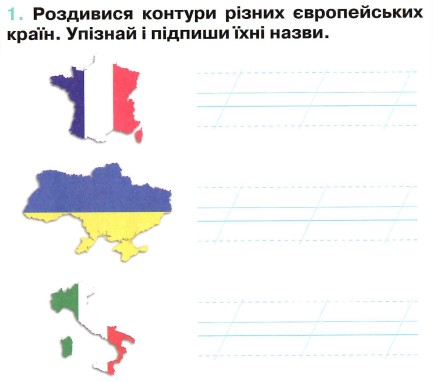 1. Роздивися контури різних європейських
країн. Упізнай і підпиши їхні назви.